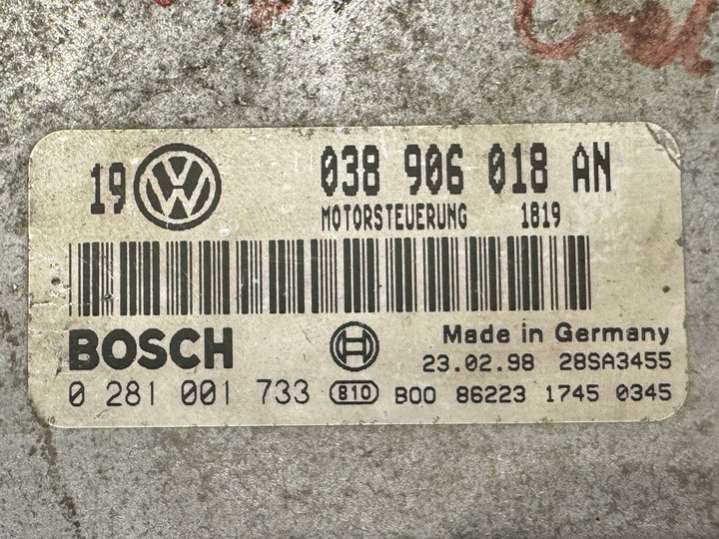 19 VW 038 906 018 AN
MOTORSTEUERUNG 1819
BOSCH Made in Germany
23.02.98 28SA3455
0 281 001 733 810 B00 86223 1745 0345